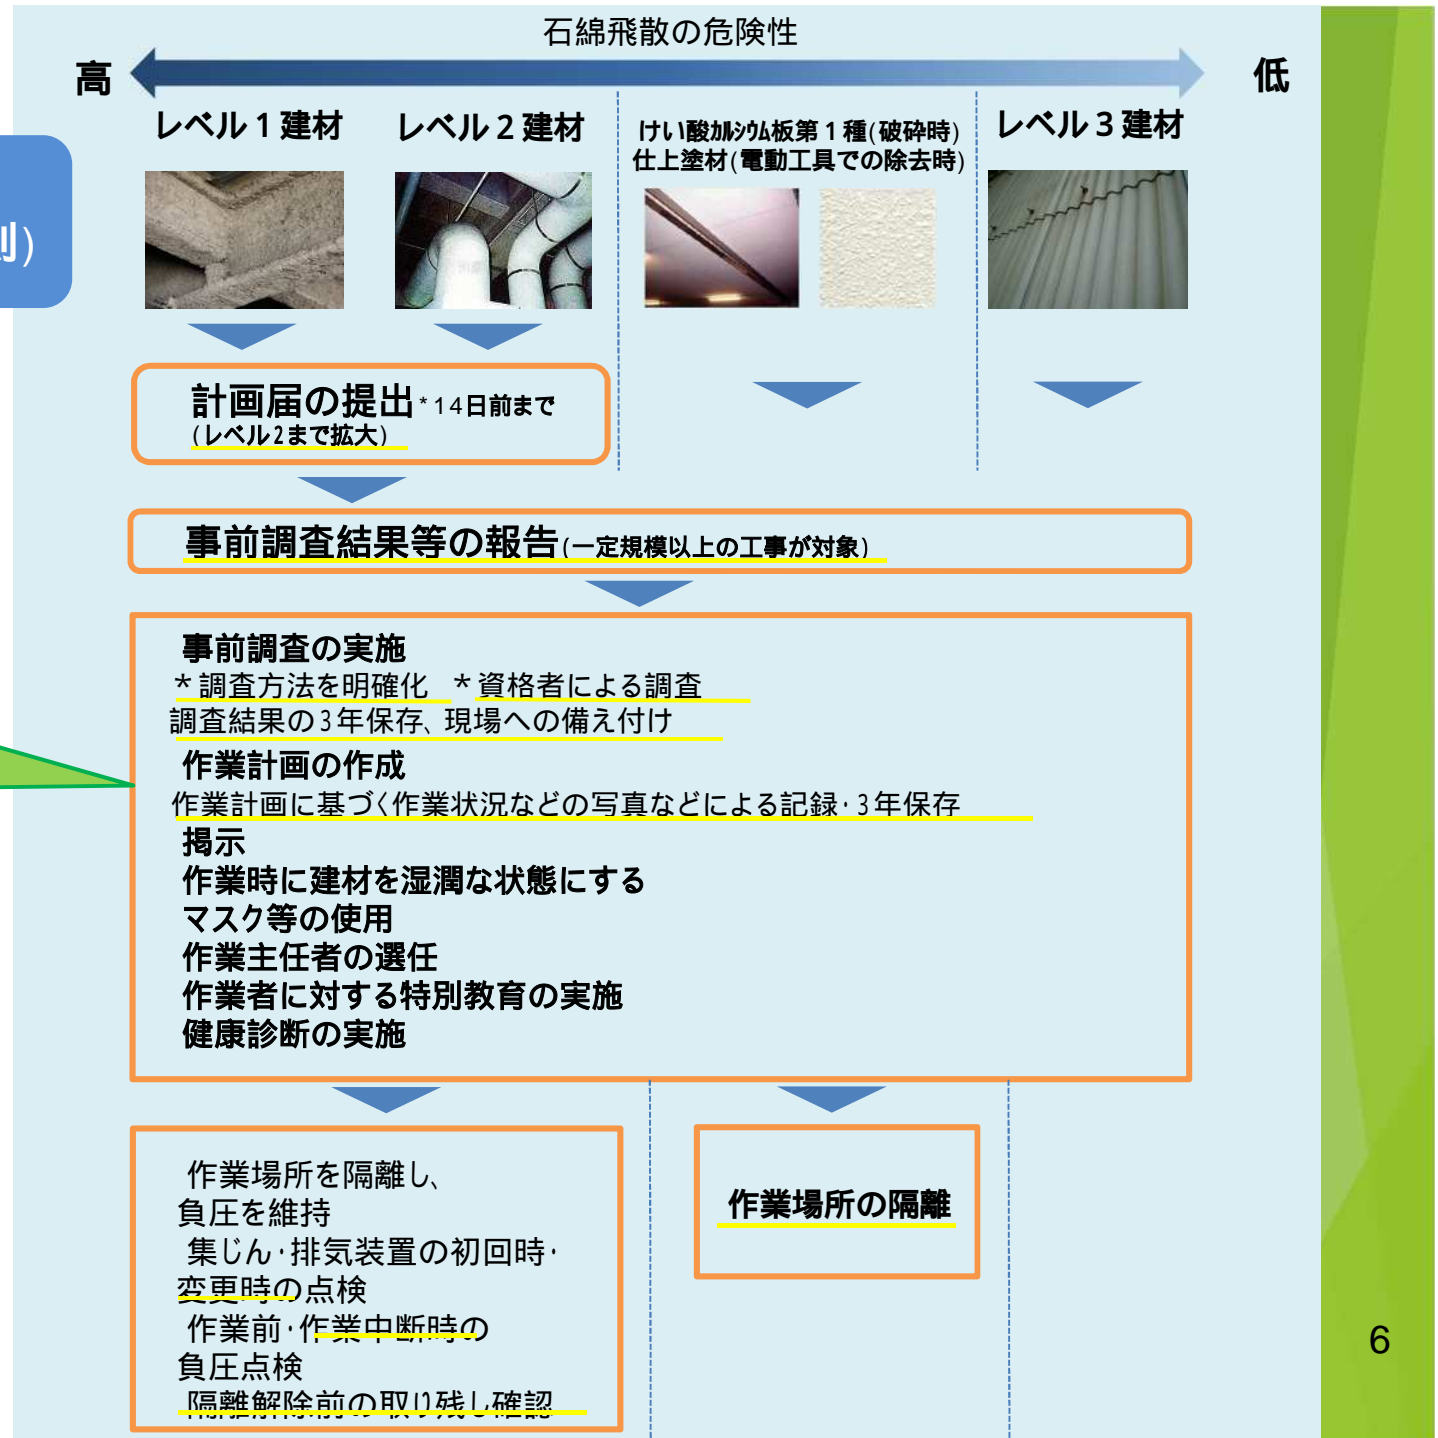 石綿飛散の危険性
高
低
レベル1建材
レベル2建材
けい酸カルシウム板第1種(破砕時)
仕上塗材(電動工具での除去時)
レベル3建材
則)
計画届の提出*14日前まで
(レベル2まで拡大)
事前調査結果等の報告(一定規模以上の工事が対象)
事前調査の実施
*調査方法を明確化 *資格者による調査
調査結果の3年保存、現場への備え付け
作業計画の作成
作業計画に基づく作業状況などの写真などによる記録・3年保存
掲示
作業時に建材を湿潤な状態にする
マスク等の使用
作業主任者の選任
作業者に対する特別教育の実施
健康診断の実施
作業場所を隔離し、
負圧を維持
集じん・排気装置の初回時・
変更時の点検
作業前・作業中断時の
負圧点検
隔離解除前の取り残し確認
作業場所の隔離
6